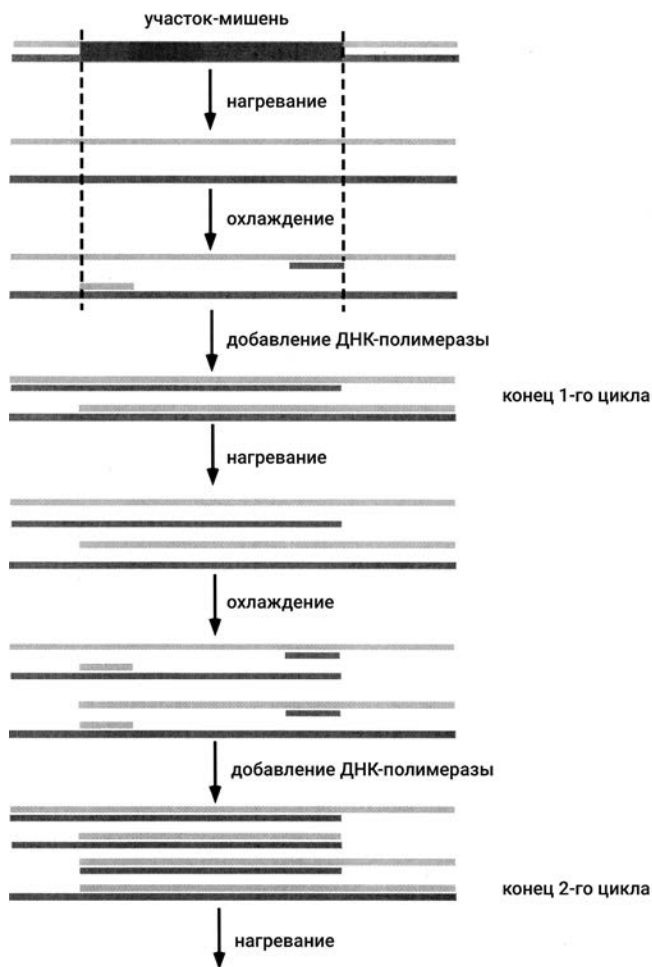 участок-мишень
нагревание
охлаждение
добавление ДНК-полимеразы
конец 1-го цикла
нагревание
охлаждение
добавление ДНК-полимеразы
конец 2-го цикла
нагревание